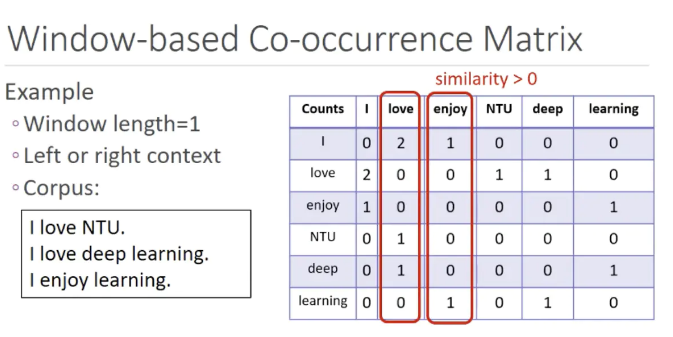 Window-based Co-occurrence Matrix
similarity > 0
Example
◦ Window length=1
◦ Left or right context
◦ Corpus:
I love NTU.
I love deep learning.
I enjoy learning.
Counts I love enjoy NTU deep learning
I 0 2 1 0 0 0
love 2 0 0 1 1 0
enjoy 1 0 0 0 0 1
NTU 0 1 0 0 0 0
deep 0 1 0 0 0 1
learning 0 0 1 0 1 0